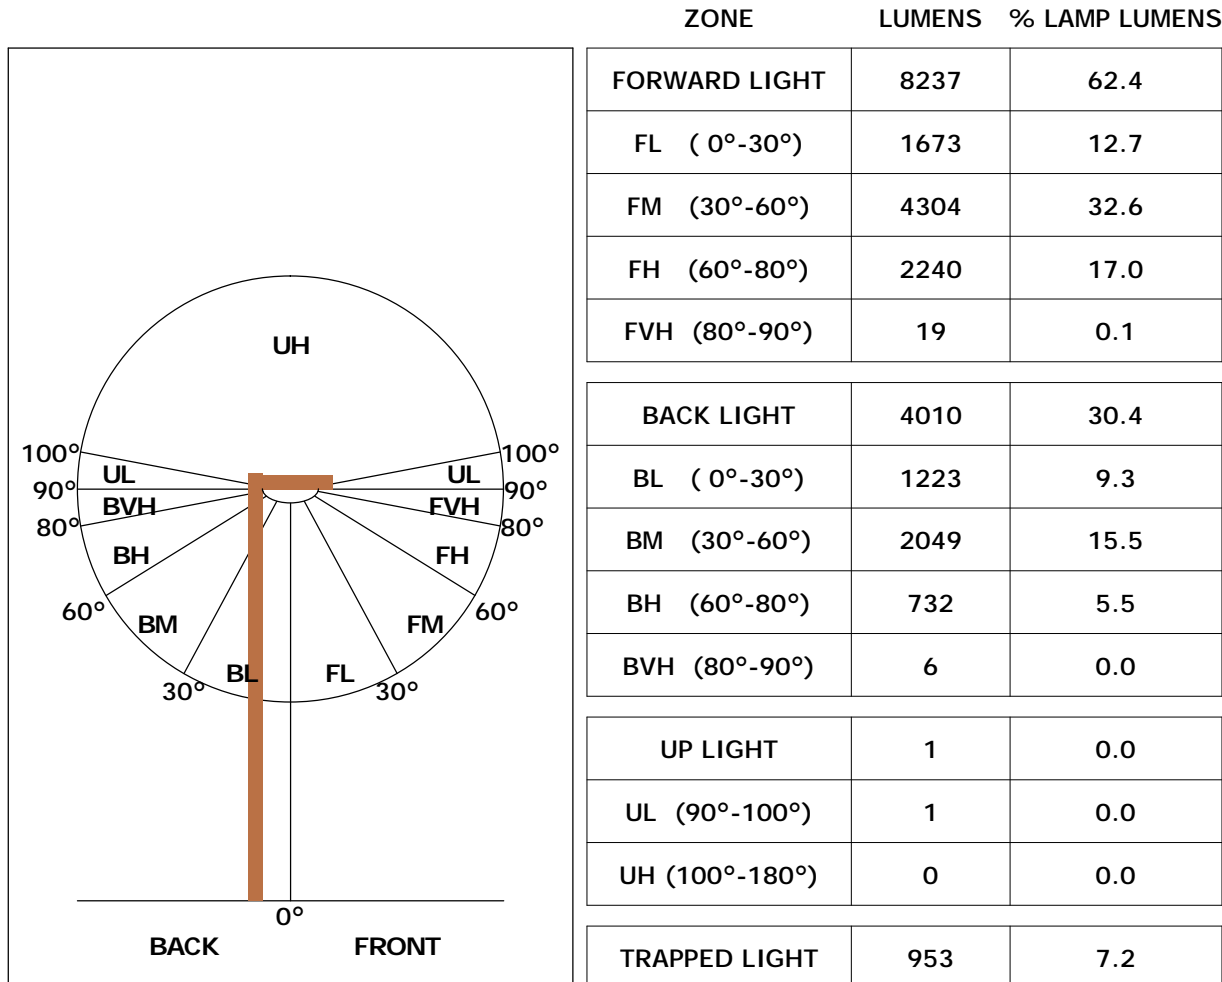 ZONE LUMENS % LAMP LUMENS
FORWARD LIGHT 8237 62.4
FL ( 0°-30°) 1673 12.7
FM (30°-60°) 4304 32.6
FH (60°-80°) 2240 17.0
FVH (80°-90°) 19 0.1
BACK LIGHT 4010 30.4
BL ( 0°-30°) 1223 9.3
BM (30°-60°) 2049 15.5
BH (60°-80°) 732 5.5
BVH (80°-90°) 6 0.0
UP LIGHT 1 0.0
UL (90°-100°) 1 0.0
UH (100°-180°) 0 0.0
TRAPPED LIGHT 953 7.2
UH
100° 100°
UL UL
90° 90°
BVH FVH
80° 80°
BH FH
60° 60°
BM FM
BL FL
30° 30°
0°
BACK FRONT